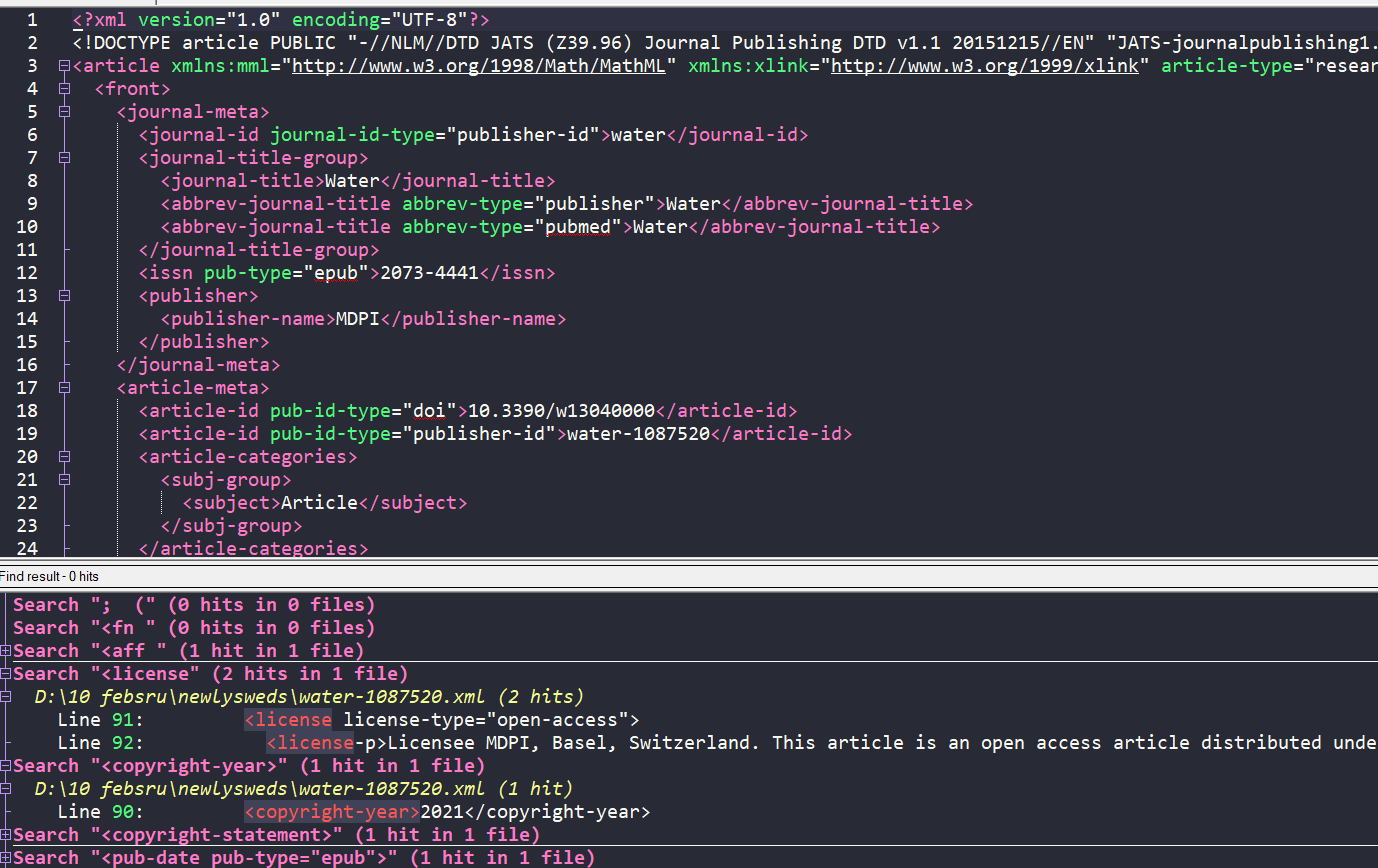 1 <?xml version="1.0" encoding="UTF-8"?>
2 <!DOCTYPE article PUBLIC "-//NLM//DTD JATS (Z39.96) Journal Publishing DTD v1.1 20151215//EN" "JATS-journalpublishing1.
3 <article xmlns:mml="http://www.w3.org/1998/Math/MathML" xmlns:xlink="http://www.w3.org/1999/xlink" article-type="resear
4 <front>
5 <journal-meta>
6 <journal-id journal-id-type="publisher-id">water</journal-id>
7 <journal-title-group>
8 <journal-title>Water</journal-title>
9 <abbrev-journal-title abbrev-type="publisher">Water</abbrev-journal-title>
10 <abbrev-journal-title abbrev-type="pubmed">Water</abbrev-journal-title>
11 </journal-title-group>
12 <issn pub-type="epub">2073-4441</issn>
13 <publisher>
14 <publisher-name>MDPI</publisher-name>
15 </publisher>
16 </journal-meta>
17 <article-meta>
18 <article-id pub-id-type="doi">10.3390/w13040000</article-id>
19 <article-id pub-id-type="publisher-id">water-1087520</article-id>
20 <article-categories>
21 <subj-group>
22 <subject>Article</subject>
23 </subj-group>
24 </article-categories>
Find result - 0 hits
Search ";  (" (0 hits in 0 files)
Search "<fn " (0 hits in 0 files)
Search "<aff " (1 hit in 1 file)
Search "<license" (2 hits in 1 file)
D:\10 febsru\newlysweds\water-1087520.xml (2 hits)
Line 91: <license license-type="open-access">
Line 92: <license-p>Licensee MDPI, Basel, Switzerland. This article is an open access article distributed unde
Search "<copyright-year>" (1 hit in 1 file)
D:\10 febsru\newlysweds\water-1087520.xml (1 hit)
Line 90: <copyright-year>2021</copyright-year>
Search "<copyright-statement>" (1 hit in 1 file)
Search "<pub-date pub-type="epub">" (1 hit in 1 file)